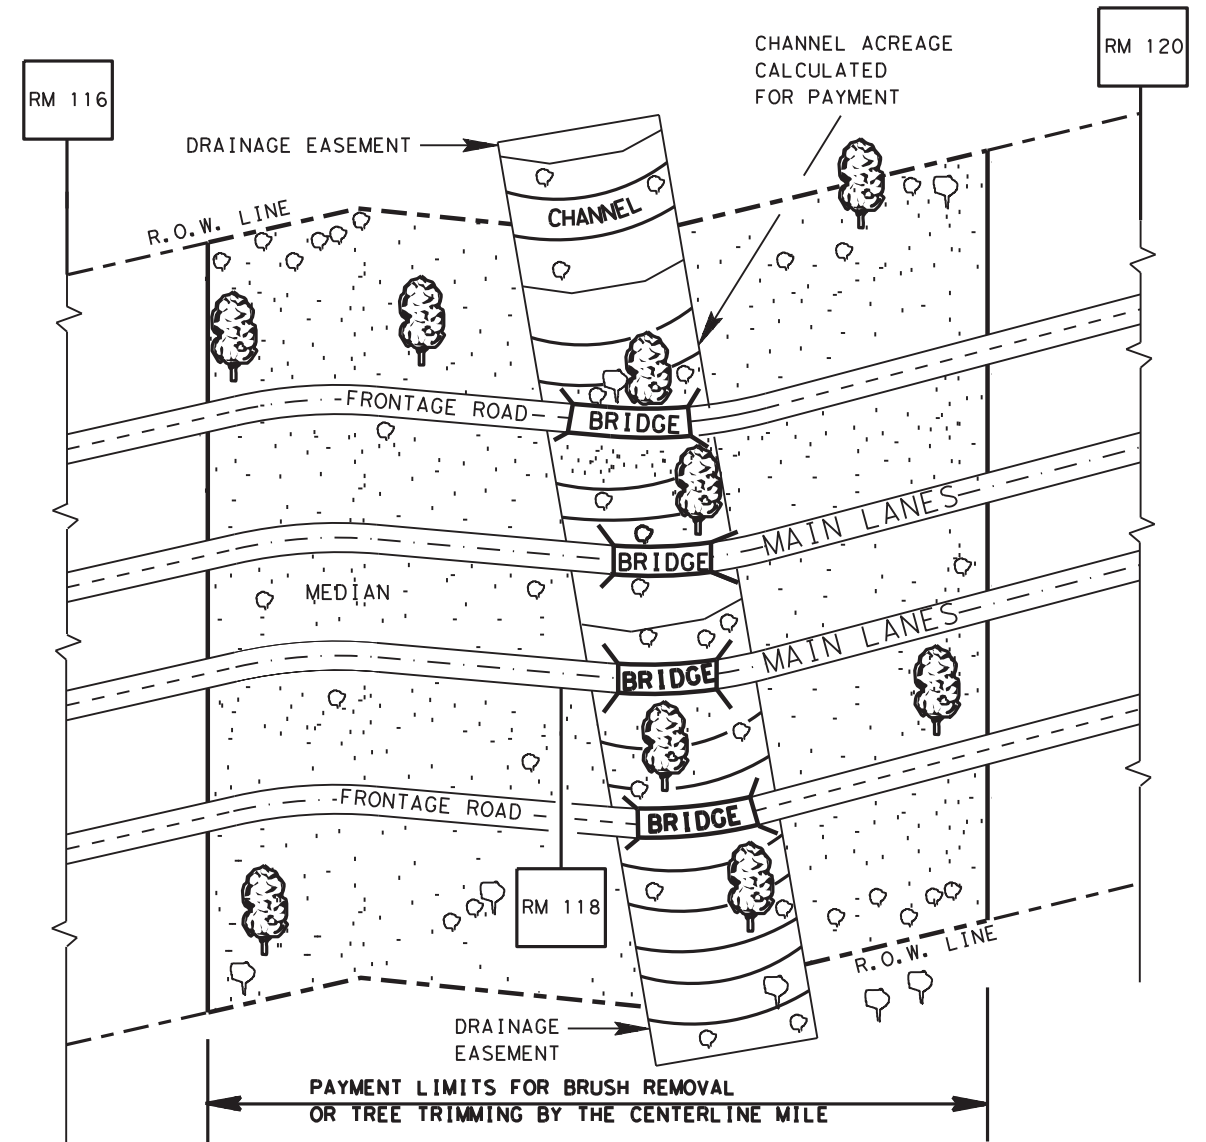 CHANNEL ACREAGE
CALCULATED
FOR PAYMENT
RM 120
RM 116
DRAINAGE EASEMENT
R.O.W. LINE
CHANNEL
FRONTAGE ROAD
BRIDGE
MAIN LANES
BRIDGE
MEDIAN
MAIN LANES
BRIDGE
FRONTAGE ROAD
BRIDGE
RM 118
R.O.W. LINE
DRAINAGE
EASEMENT
PAYMENT LIMITS FOR BRUSH REMOVAL
OR TREE TRIMMING BY THE CENTERLINE MILE